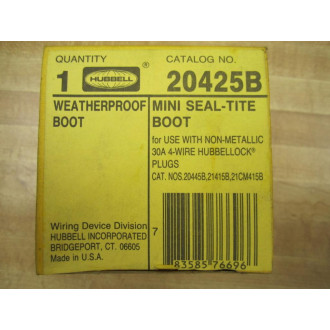 QUANTITY
1 HUBBELL
CATALOG NO.
20425B
WEATHERPROOF
BOOT
MINI SEAL-TITE
BOOT
for USE WITH NON-METALLIC
30A 4-WIRE HUBBELLOCK®
PLUGS
CAT. NOS.20445B,21415B,21CM415B
Wiring Device Division
HUBBELL INCORPORATED
BRIDGEPORT, CT. 06605
Made in U.S.A.
7 83585 76696